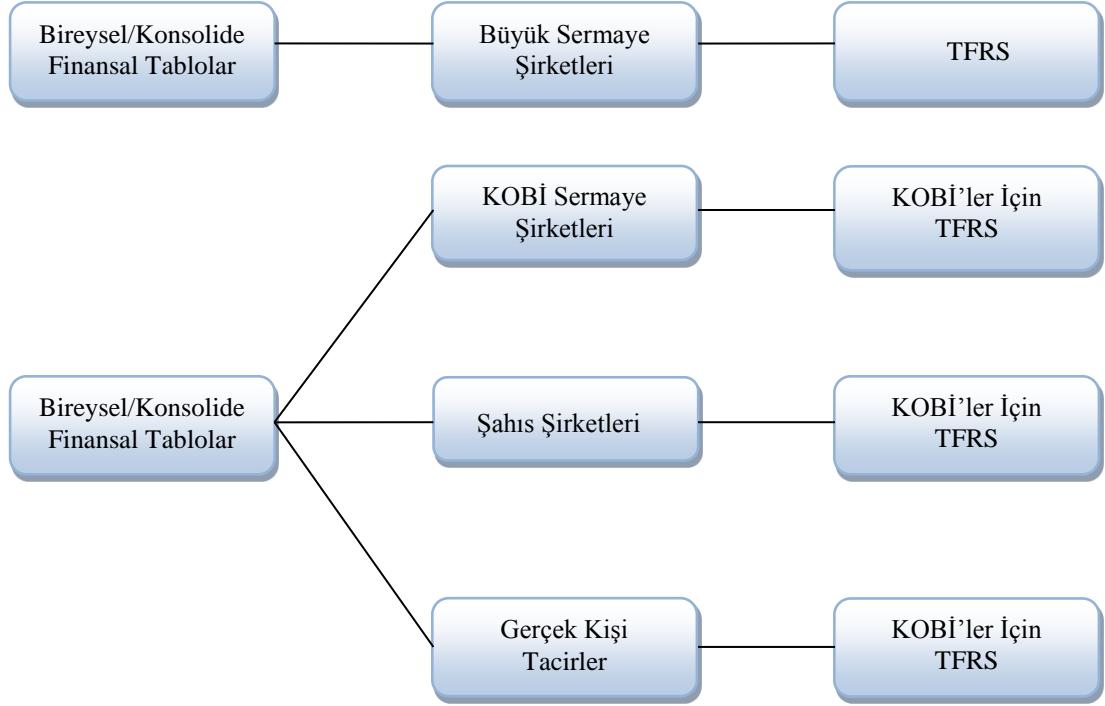 Bireysel/Konsolide
Finansal Tablolar
Büyük Sermaye
Şirketleri
TFRS
KOBİ Sermaye
Şirketleri
KOBİ’ler İçin
TFRS
Bireysel/Konsolide
Finansal Tablolar
Şahıs Şirketleri
KOBİ’ler İçin
TFRS
Gerçek Kişi
Tacirler
KOBİ’ler İçin
TFRS